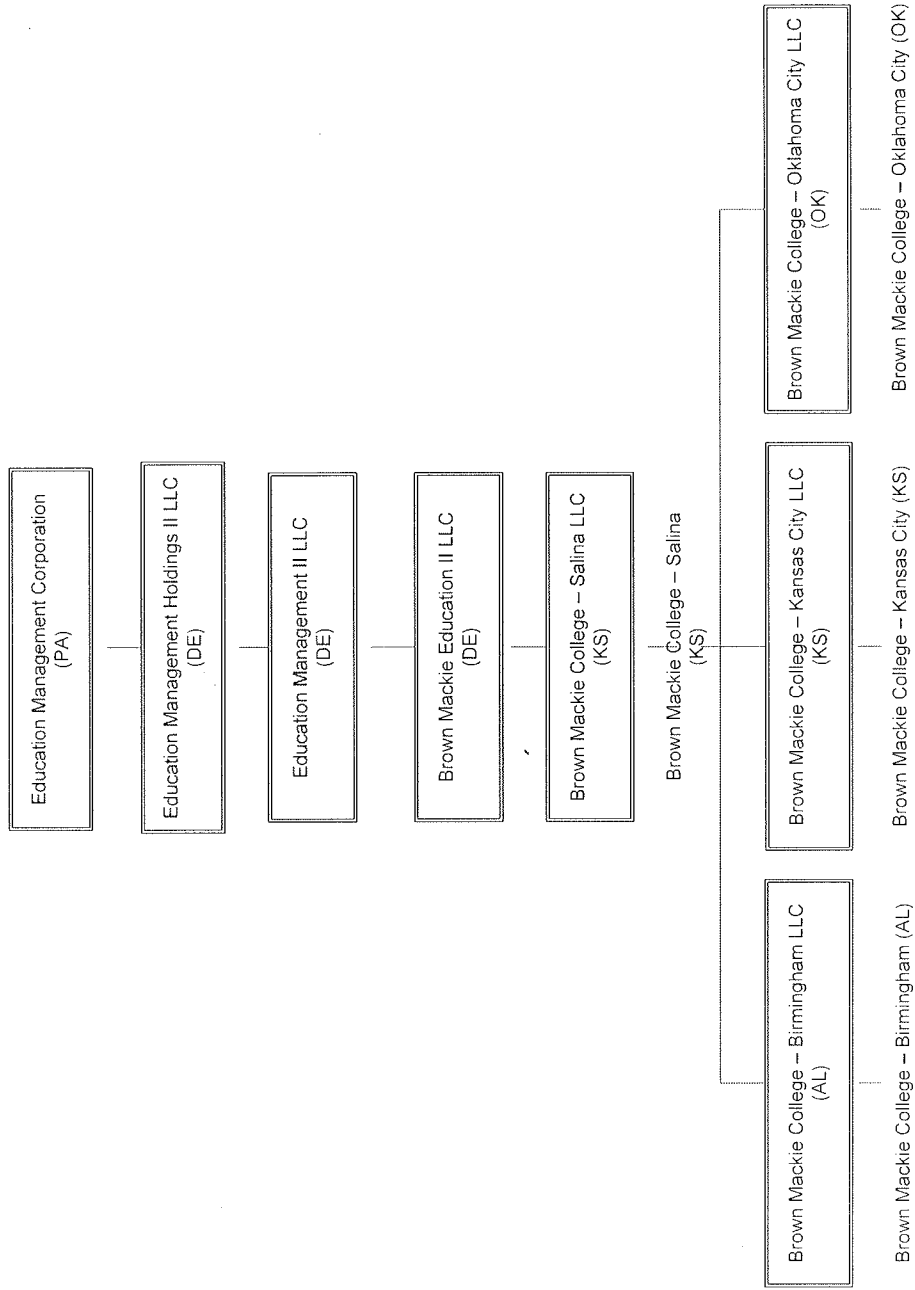 Education Management Corporation
(PA)
Education Management Holdings II LLC
(DE)
Education Management II LLC
(DE)
Brown Mackie Education II LLC
(DE)
Brown Mackie College – Salina LLC
(KS)
Brown Mackie College – Salina
(KS)
Brown Mackie College – Birmingham LLC
(AL)
Brown Mackie College – Kansas City LLC
(KS)
Brown Mackie College – Oklahoma City LLC
(OK)
Brown Mackie College – Birmingham (AL)
Brown Mackie College – Kansas City (KS)
Brown Mackie College – Oklahoma City (OK)